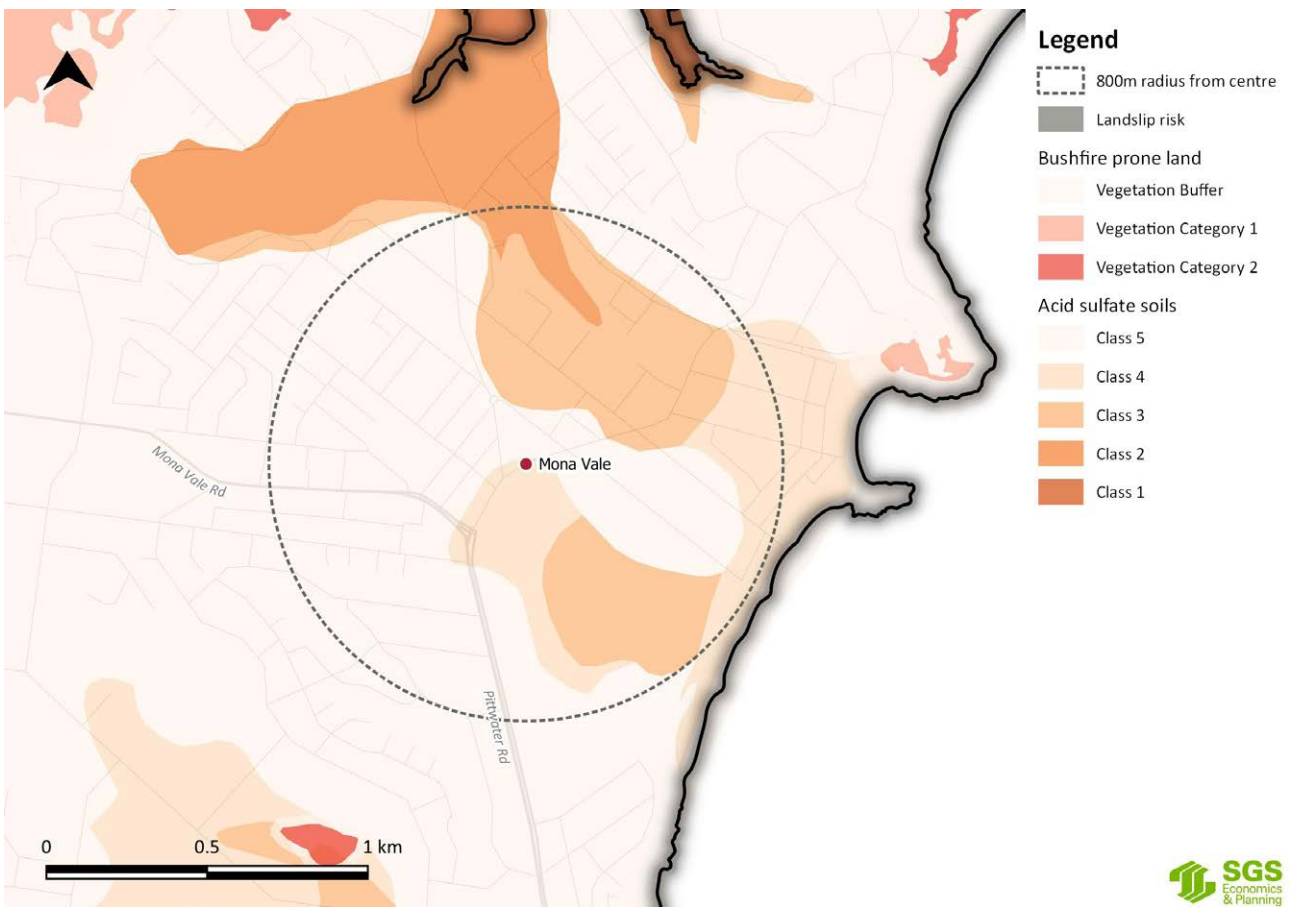 Legend
800m radius from centre
Landslip risk
Bushfire prone land
Vegetation Buffer
Vegetation Category 1
Vegetation Category 2
Acid sulfate soils
Class 5
Class 4
Class 3
Class 2
Class 1
Mona Vale Rd
Mona Vale
Pittwater Rd
0 0.5 1 km
SGS
Economics
& Planning